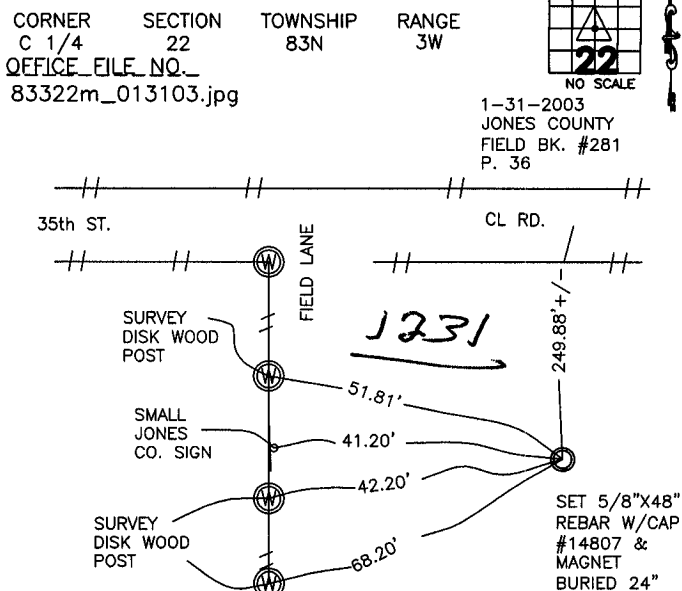 CORNER SECTION TOWNSHIP RANGE
C 1/4 22 83N 3W
OFFICE FILE NO.
83322m_013103.jpg
22
NO SCALE
1-31-2003
JONES COUNTY
FIELD BK. #281
P. 36
35th ST.
CL RD.
FIELD LANE
W
249.88'+/-
SURVEY
DISK WOOD
POST
1231
W
51.81'
SMALL
JONES
CO. SIGN
41.20'
42.20'
W
SET 5/8"X48"
REBAR W/CAP
#14807 &
MAGNET
BURIED 24"
SURVEY
DISK WOOD
POST
68.20'
W